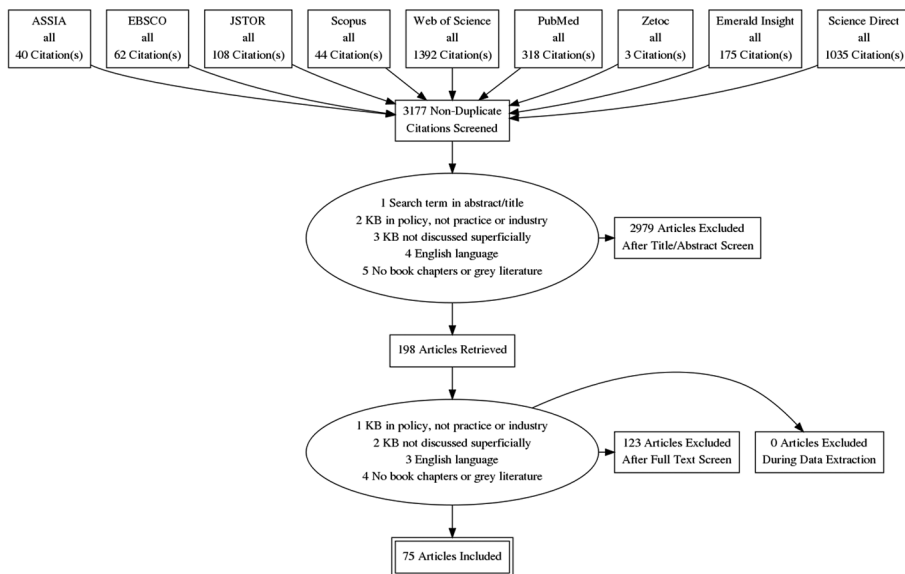 ASSIA
all
40 Citation(s)
EBSCO
all
62 Citation(s)
JSTOR
all
108 Citation(s)
Scopus
all
44 Citation(s)
Web of Science
all
1392 Citation(s)
PubMed
all
318 Citation(s)
Zetoc
all
3 Citation(s)
Emerald Insight
all
175 Citation(s)
Science Direct
all
1035 Citation(s)
3177 Non-Duplicate
Citations Screened
1 Search term in abstract/title
2 KB in policy, not practice or industry
3 KB not discussed superficially
4 English language
5 No book chapters or grey literature
2979 Articles Excluded
After Title/Abstract Screen
198 Articles Retrieved
1 KB in policy, not practice or industry
2 KB not discussed superficially
3 English language
4 No book chapters or grey literature
123 Articles Excluded
After Full Text Screen
0 Articles Excluded
During Data Extraction
75 Articles Included